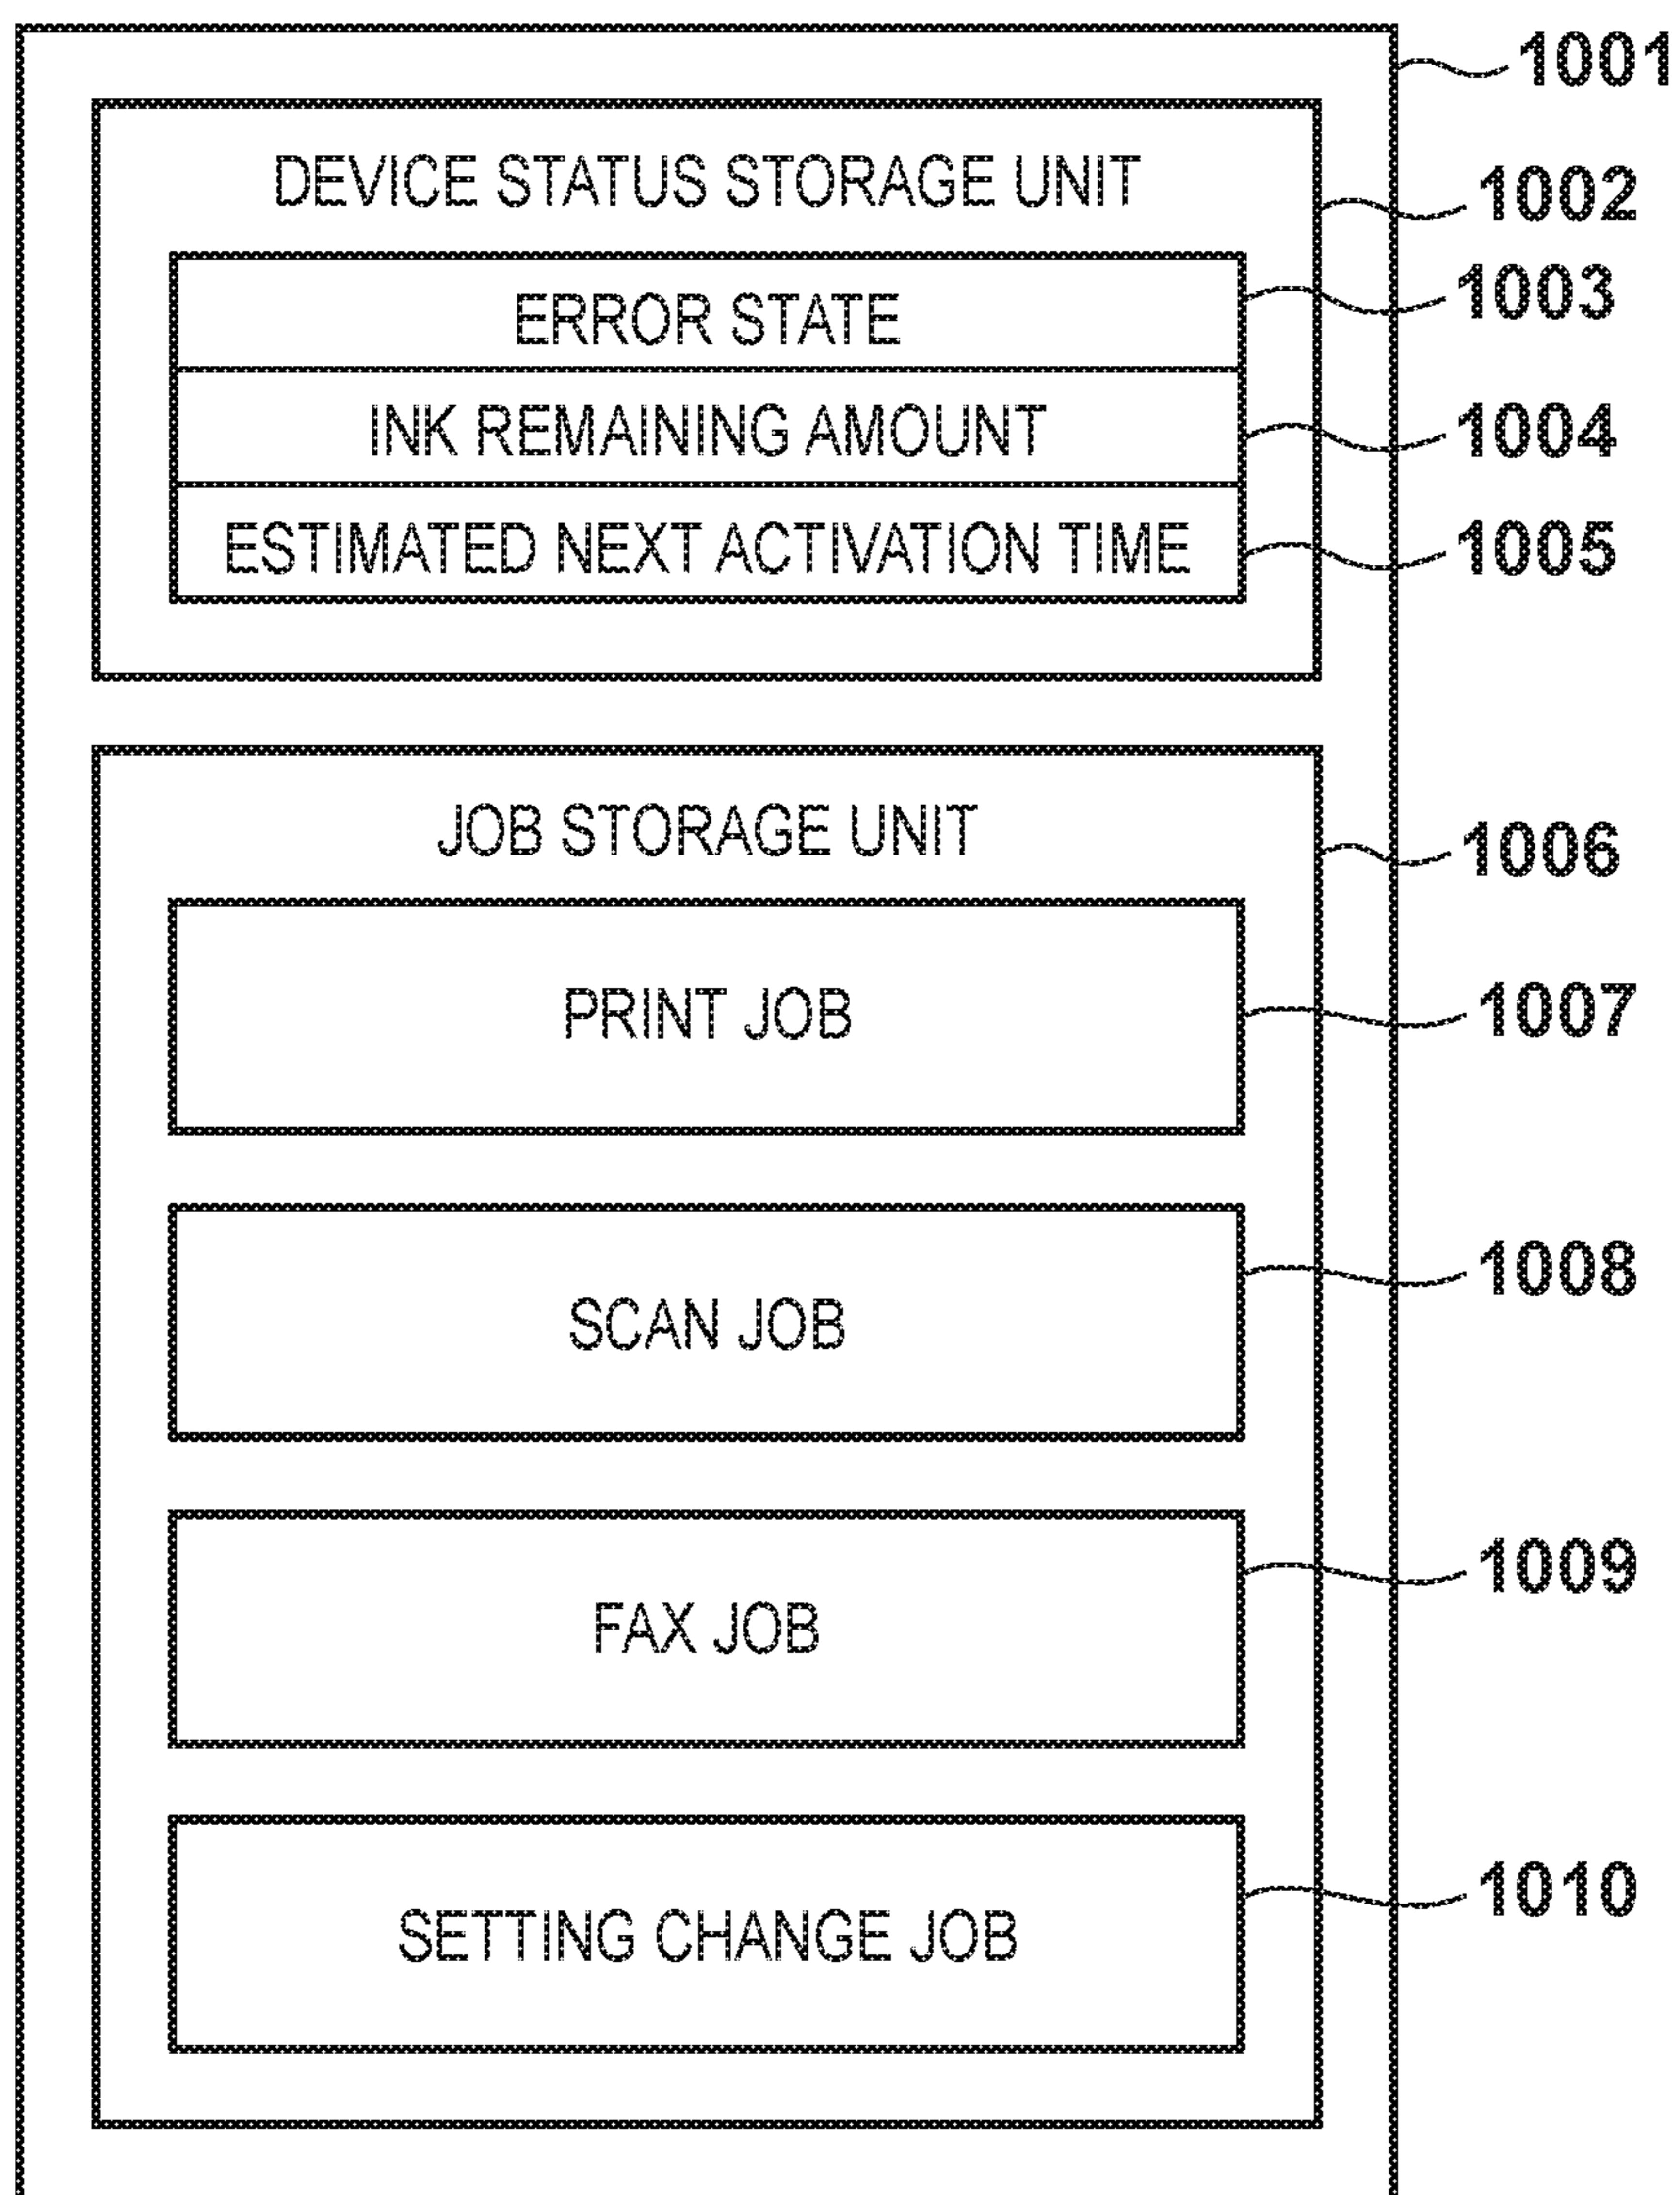 1001
DEVICE STATUS STORAGE UNIT
1002
ERROR STATE
1003
INK REMAINING AMOUNT
1004
ESTIMATED NEXT ACTIVATION TIME
1005
JOB STORAGE UNIT
1006
PRINT JOB
1007
SCAN JOB
1008
FAX JOB
1009
SETTING CHANGE JOB
1010